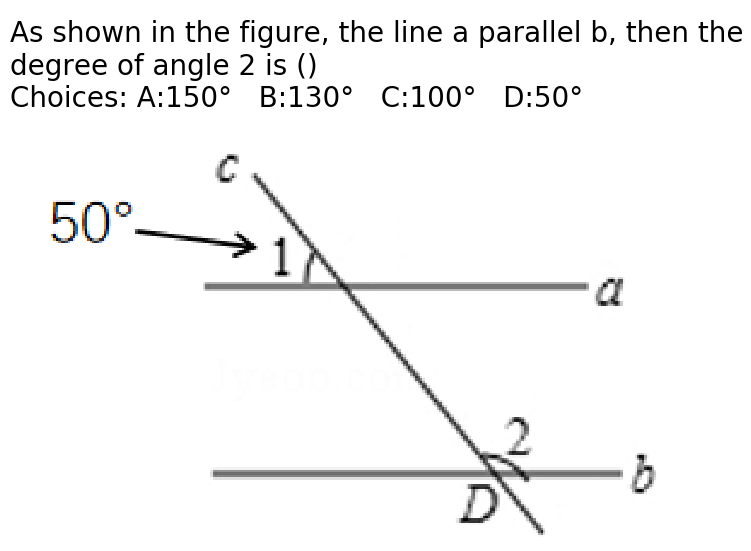 As shown in the figure, the line a parallel b, then the
degree of angle 2 is ()
Choices: A:150° B:130° C:100° D:50°
c
50°
1
a
2
b
D